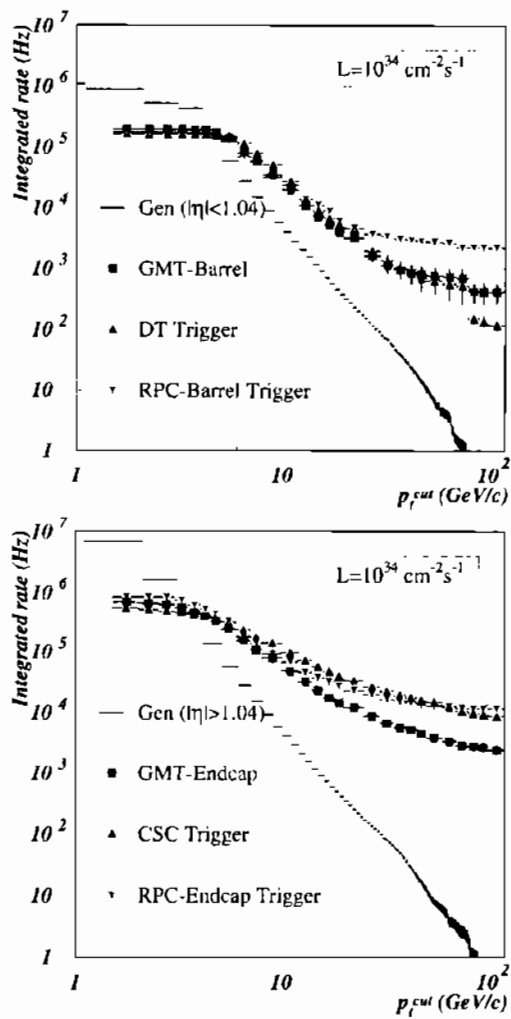 Integrated rate (Hz)
10^7
10^6
10^5
10^4
10^3
10^2
10
1
L=10^34 cm^-2 s^-1
Gen (|η|<1.04)
GMT-Barrel
DT Trigger
RPC-Barrel Trigger
1 10 10^2
p_t^cut (GeV/c)
Integrated rate (Hz)
10^7
10^6
10^5
10^4
10^3
10^2
10
1
L=10^34 cm^-2 s^-1
Gen (|η|>1.04)
GMT-Endcap
CSC Trigger
RPC-Endcap Trigger
1 10 10^2
p_t^cut (GeV/c)